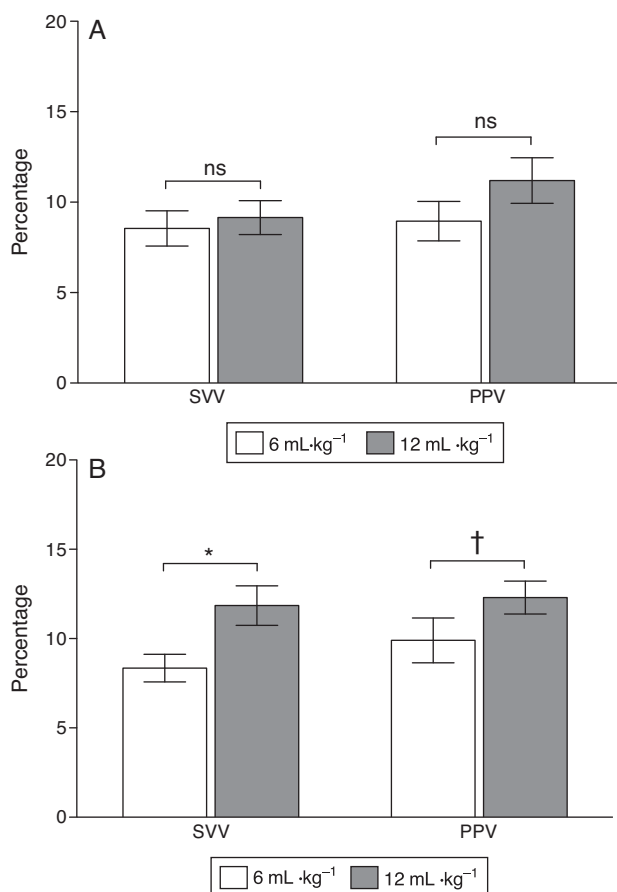 A
20
15
10
5
0
Percentage
ns
ns
SVV
PPV
6 mL·kg⁻¹ 12 mL ·kg⁻¹
B
20
15
10
5
0
Percentage
*
†
SVV
PPV
6 mL ·kg⁻¹ 12 mL ·kg⁻¹